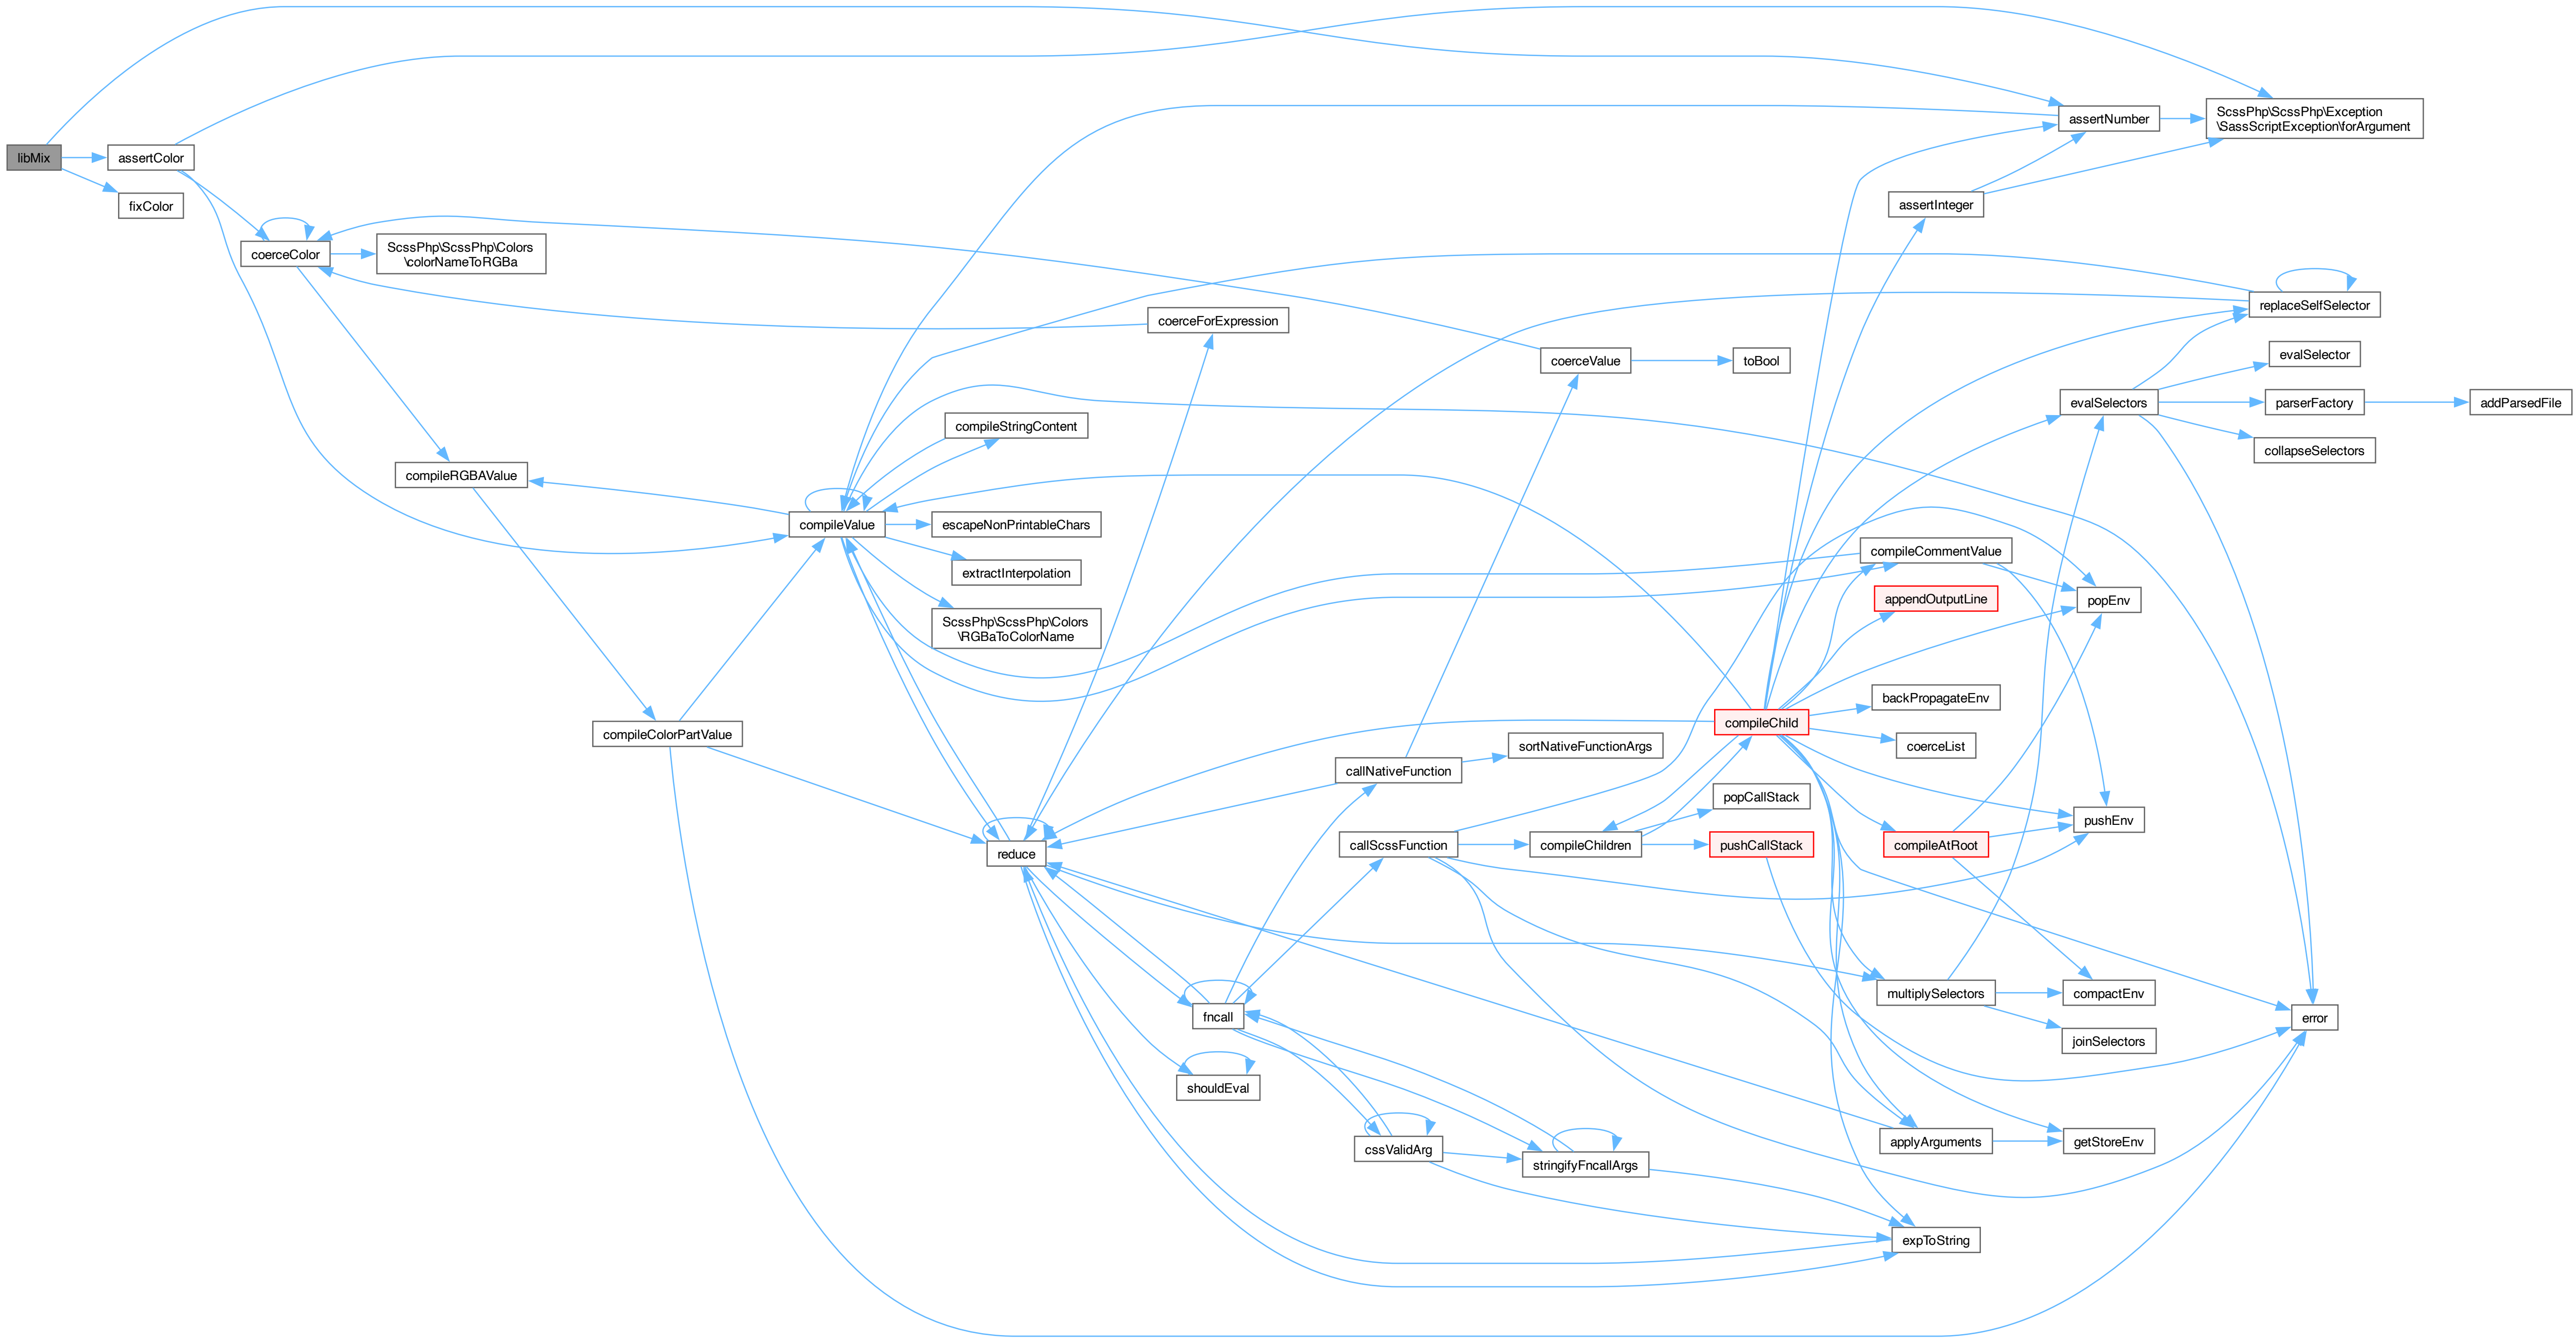 libMix
assertColor
fixColor
coerceColor
ScssPhp\ScssPhp\Colors
\colorNameToRGBa
compileRGBAValue
compileColorPartValue
compileValue
compileStringContent
escapeNonPrintableChars
extractInterpolation
ScssPhp\ScssPhp\Colors
\RGBaToColorName
reduce
coerceForExpression
fncall
shouldEval
callNativeFunction
callScssFunction
cssValidArg
coerceValue
sortNativeFunctionArgs
compileChildren
stringifyFncallArgs
toBool
popCallStack
pushCallStack
compileChild
assertNumber
ScssPhp\ScssPhp\Exception
\SassScriptException\forArgument
assertInteger
replaceSelfSelector
evalSelectors
evalSelector
parserFactory
addParsedFile
collapseSelectors
compileCommentValue
appendOutputLine
popEnv
backPropagateEnv
coerceList
pushEnv
compileAtRoot
multiplySelectors
compactEnv
joinSelectors
error
applyArguments
getStoreEnv
expToString